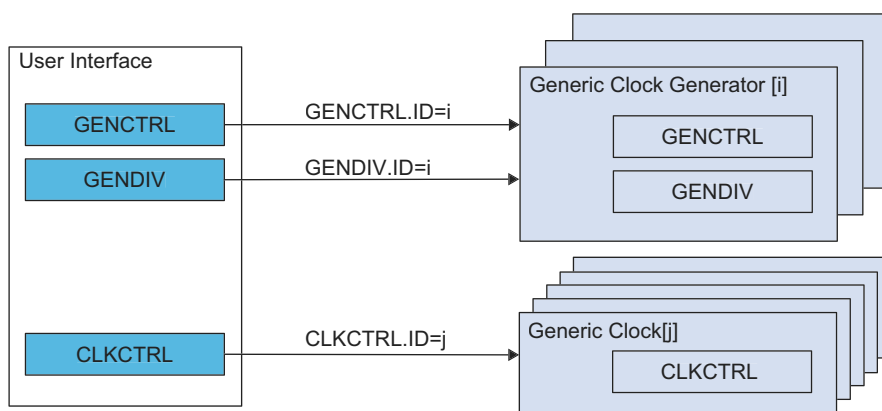 User Interface
GENCTRL
GENDIV
CLKCTRL
GENCTRL.ID=i
GENDIV.ID=i
CLKCTRL.ID=j
Generic Clock Generator [i]
GENCTRL
GENDIV
Generic Clock[j]
CLKCTRL